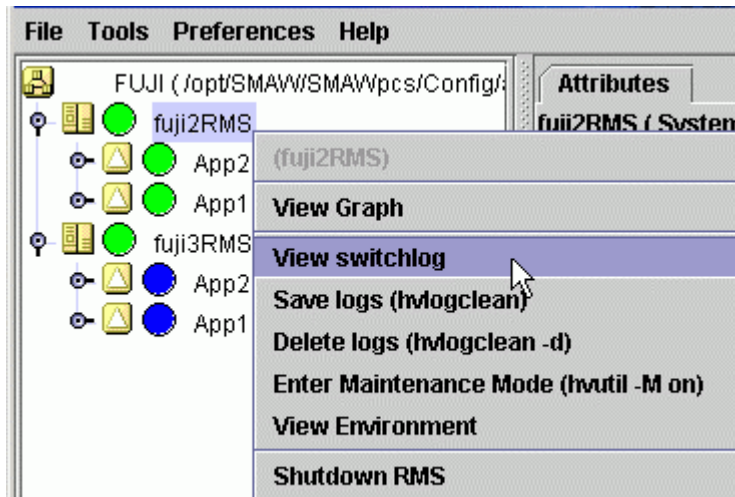 File Tools Preferences Help
FUJI ( /opt/SMAW/SMAWpcs/Config/
Attributes
fuji2RMS
fuji2RMS ( System
App2
(fuji2RMS)
App1
View Graph
fuji3RMS
View switchlog
App2
Save logs (hvlogclean)
App1
Delete logs (hvlogclean -d)
Enter Maintenance Mode (hvutil -M on)
View Environment
Shutdown RMS